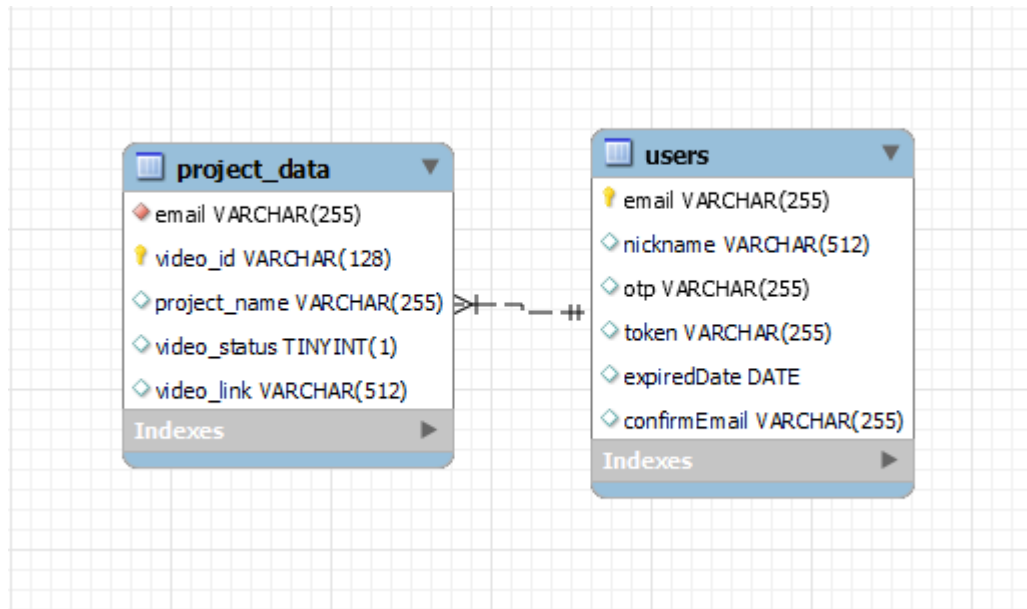 project_data
email VARCHAR(255)
video_id VARCHAR(128)
project_name VARCHAR(255)
video_status TINYINT(1)
video_link VARCHAR(512)
Indexes
users
email VARCHAR(255)
nickname VARCHAR(512)
otp VARCHAR(255)
token VARCHAR(255)
expiredDate DATE
confirmEmail VARCHAR(255)
Indexes